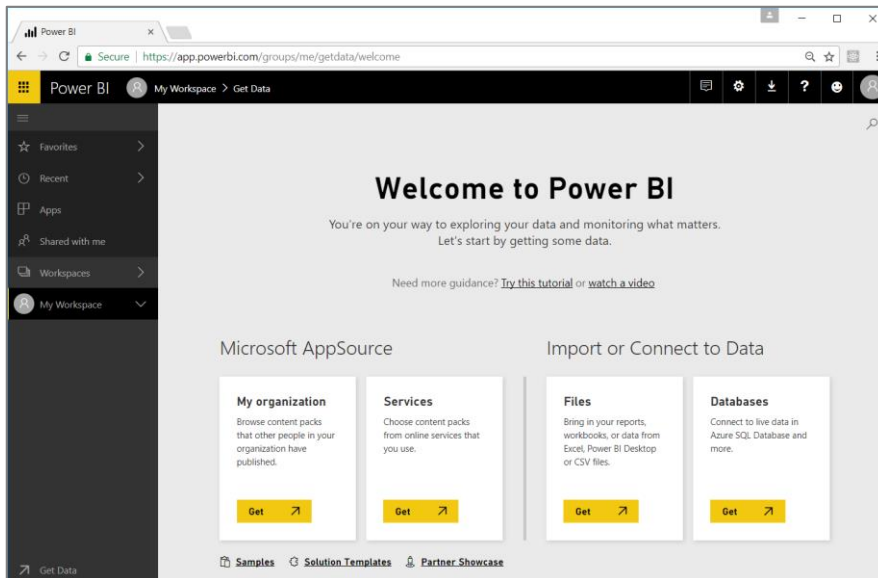 Power BI
Secure | https://app.powerbi.com/groups/me/getdata/welcome
Power BI My Workspace > Get Data
Favorites
Recent
Apps
Shared with me
Workspaces
My Workspace
Get Data
Welcome to Power BI
You're on your way to exploring your data and monitoring what matters.
Let's start by getting some data.
Need more guidance? Try this tutorial or watch a video
Microsoft AppSource
My organization
Browse content packs
that other people in your
organization have
published.
Get
Services
Choose content packs
from online services that
you use.
Get
Import or Connect to Data
Files
Bring in your reports,
workbooks, or data from
Excel, Power BI Desktop
or CSV files.
Get
Databases
Connect to live data in
Azure SQL Database and
more.
Get
Samples Solution Templates Partner Showcase